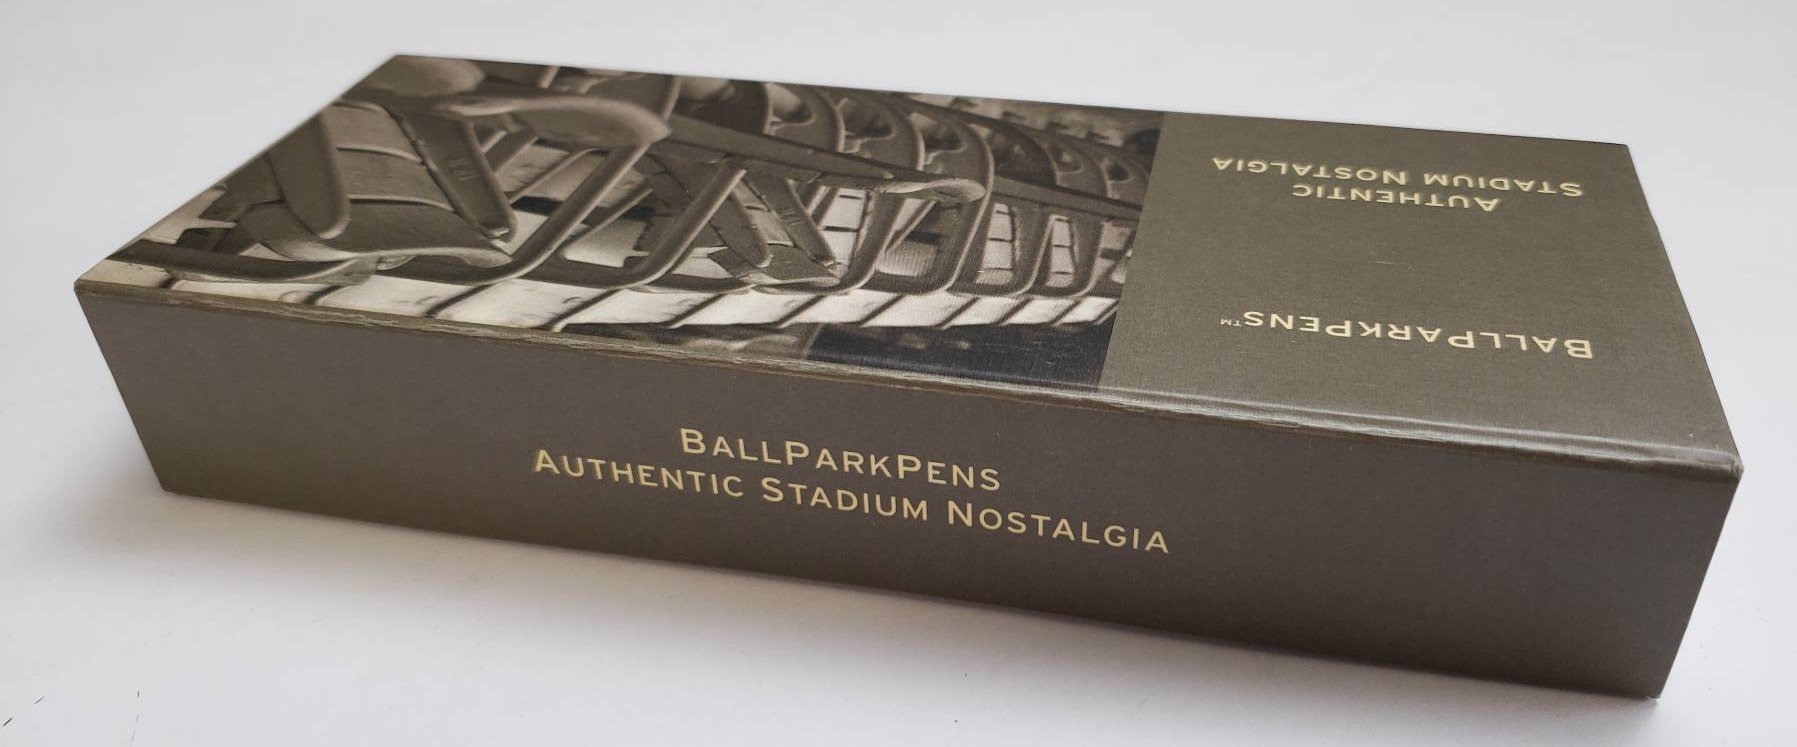 BALLPARKPENS™
AUTHENTIC
STADIUM NOSTALGIA
BALLPARKPENS
AUTHENTIC STADIUM NOSTALGIA